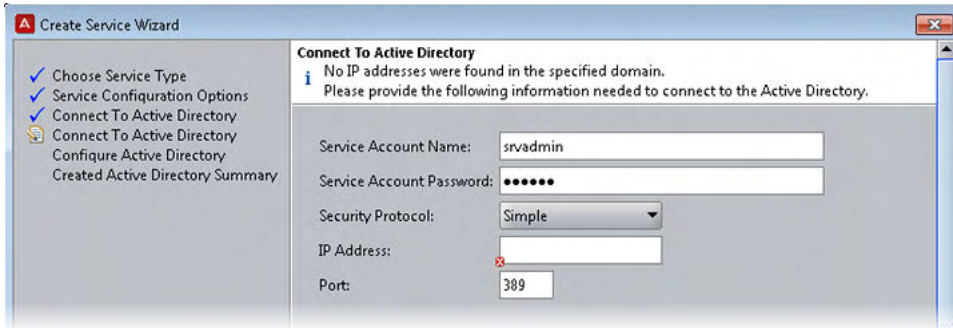 Create Service Wizard
Choose Service Type
Service Configuration Options
Connect To Active Directory
Connect To Active Directory
Configure Active Directory
Created Active Directory Summary
Connect To Active Directory
No IP addresses were found in the specified domain.
Please provide the following information needed to connect to the Active Directory.
Service Account Name: srvadmin
Service Account Password: ••••••
Security Protocol: Simple
IP Address:
Port: 389